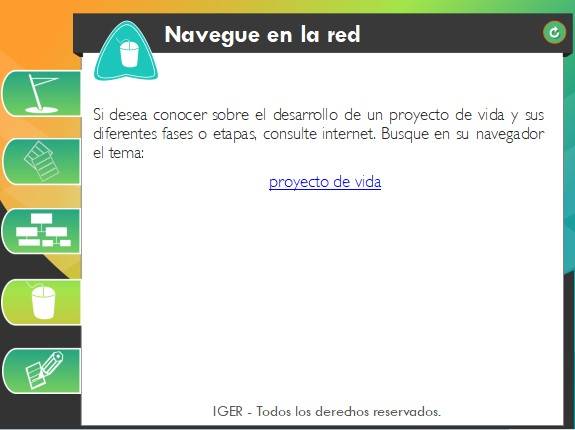 Navegue en la red
Si desea conocer sobre el desarrollo de un proyecto de vida y sus
diferentes fases o etapas, consulte internet. Busque en su navegador
el tema:
proyecto de vida
IGER - Todos los derechos reservados.